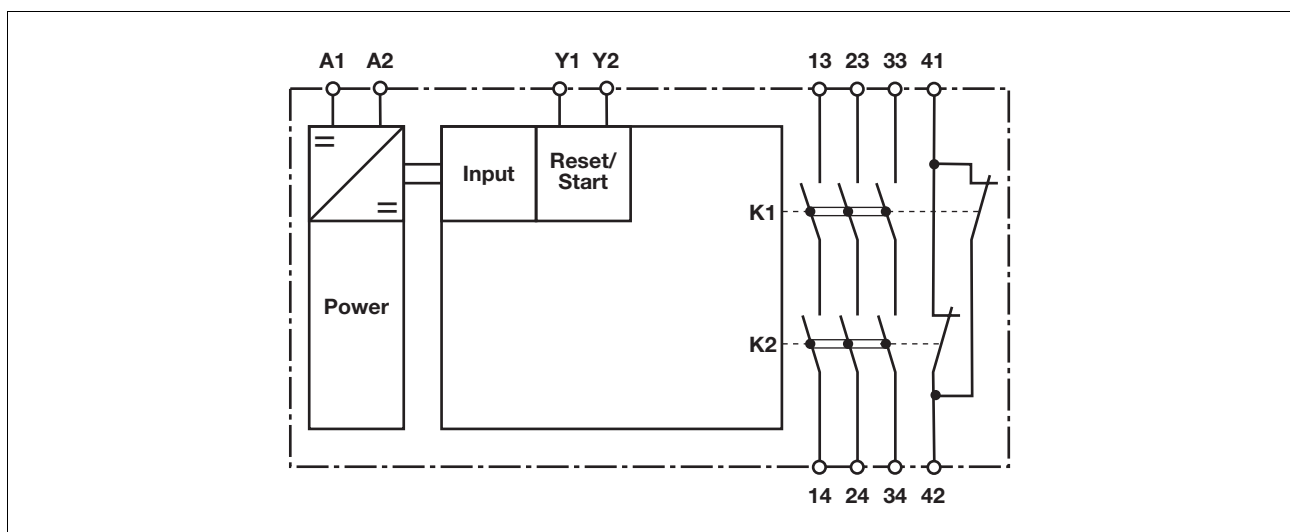 A1 A2 Y1 Y2 13 23 33 41
Input
Reset/
Start
K1
Power
K2
14 24 34 42